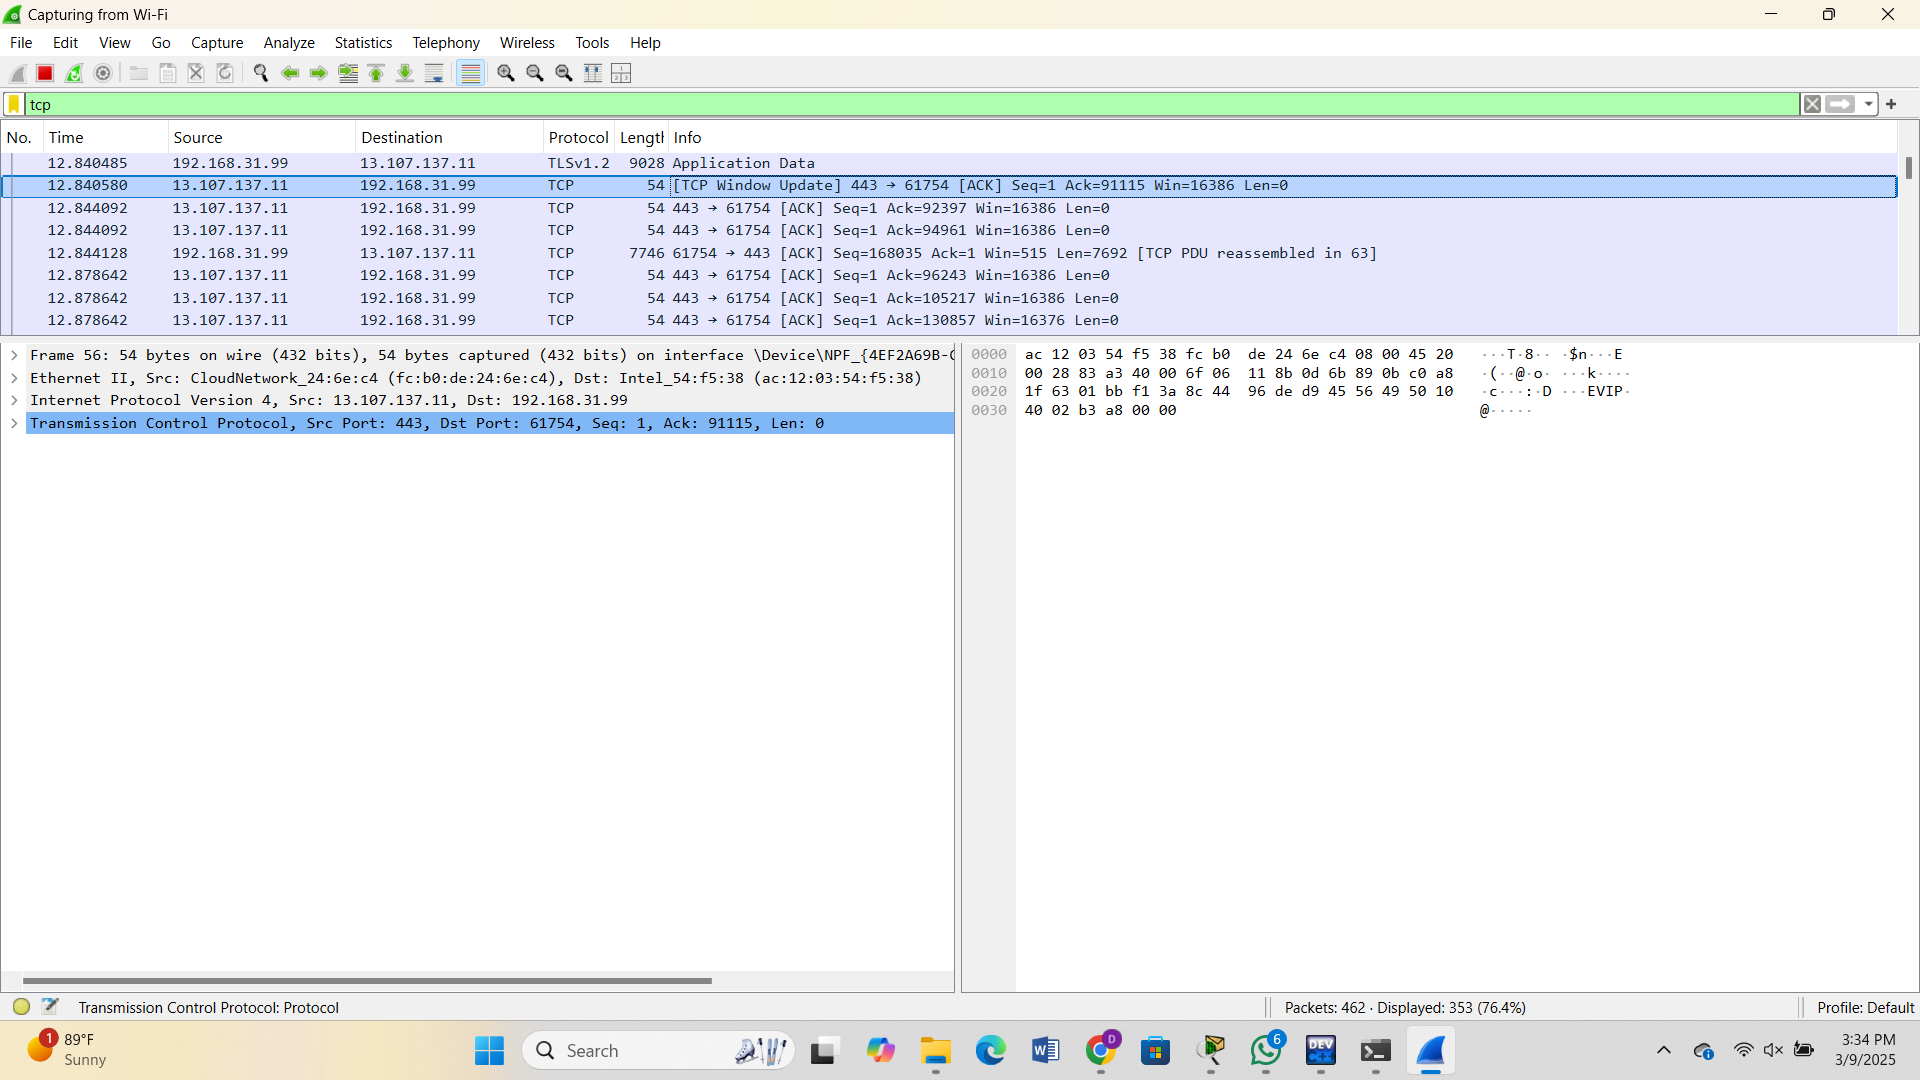 Capturing from Wi-Fi
File Edit View Go Capture Analyze Statistics Telephony Wireless Tools Help
tcp
No. Time Source Destination Protocol Length Info
12.840485 192.168.31.99 13.107.137.11 TLSv1.2 9028 Application Data
12.840580 13.107.137.11 192.168.31.99 TCP 54 [TCP Window Update] 443 → 61754 [ACK] Seq=1 Ack=91115 Win=16386 Len=0
12.844092 13.107.137.11 192.168.31.99 TCP 54 443 → 61754 [ACK] Seq=1 Ack=92397 Win=16386 Len=0
12.844092 13.107.137.11 192.168.31.99 TCP 54 443 → 61754 [ACK] Seq=1 Ack=94961 Win=16386 Len=0
12.844128 192.168.31.99 13.107.137.11 TCP 7746 61754 → 443 [ACK] Seq=168035 Ack=1 Win=515 Len=7692 [TCP PDU reassembled in 63]
12.878642 13.107.137.11 192.168.31.99 TCP 54 443 → 61754 [ACK] Seq=1 Ack=96243 Win=16386 Len=0
12.878642 13.107.137.11 192.168.31.99 TCP 54 443 → 61754 [ACK] Seq=1 Ack=105217 Win=16386 Len=0
12.878642 13.107.137.11 192.168.31.99 TCP 54 443 → 61754 [ACK] Seq=1 Ack=130857 Win=16376 Len=0
Frame 56: 54 bytes on wire (432 bits), 54 bytes captured (432 bits) on interface \Device\NPF_{4EF2A69B-
Ethernet II, Src: CloudNetwork_24:6e:c4 (fc:b0:de:24:6e:c4), Dst: Intel_54:f5:38 (ac:12:03:54:f5:38)
Internet Protocol Version 4, Src: 13.107.137.11, Dst: 192.168.31.99
Transmission Control Protocol, Src Port: 443, Dst Port: 61754, Seq: 1, Ack: 91115, Len: 0
0000 ac 12 03 54 f5 38 fc b0 de 24 6e c4 08 00 45 20 ···T·8·· ·$n···E
0010 00 28 83 a3 40 00 6f 06 11 8b 0d 6b 89 0b c0 a8 ·(··@·o· ···k····
0020 1f 63 01 bb f1 3a 8c 44 96 de d9 45 56 49 50 10 ·c···:·D ···EVIP·
0030 40 02 b3 a8 00 00 @·····
Transmission Control Protocol: Protocol
Packets: 462 · Displayed: 353 (76.4%)
Profile: Default
1
89°F
Sunny
Search
D
6
DEV
3:34 PM
3/9/2025